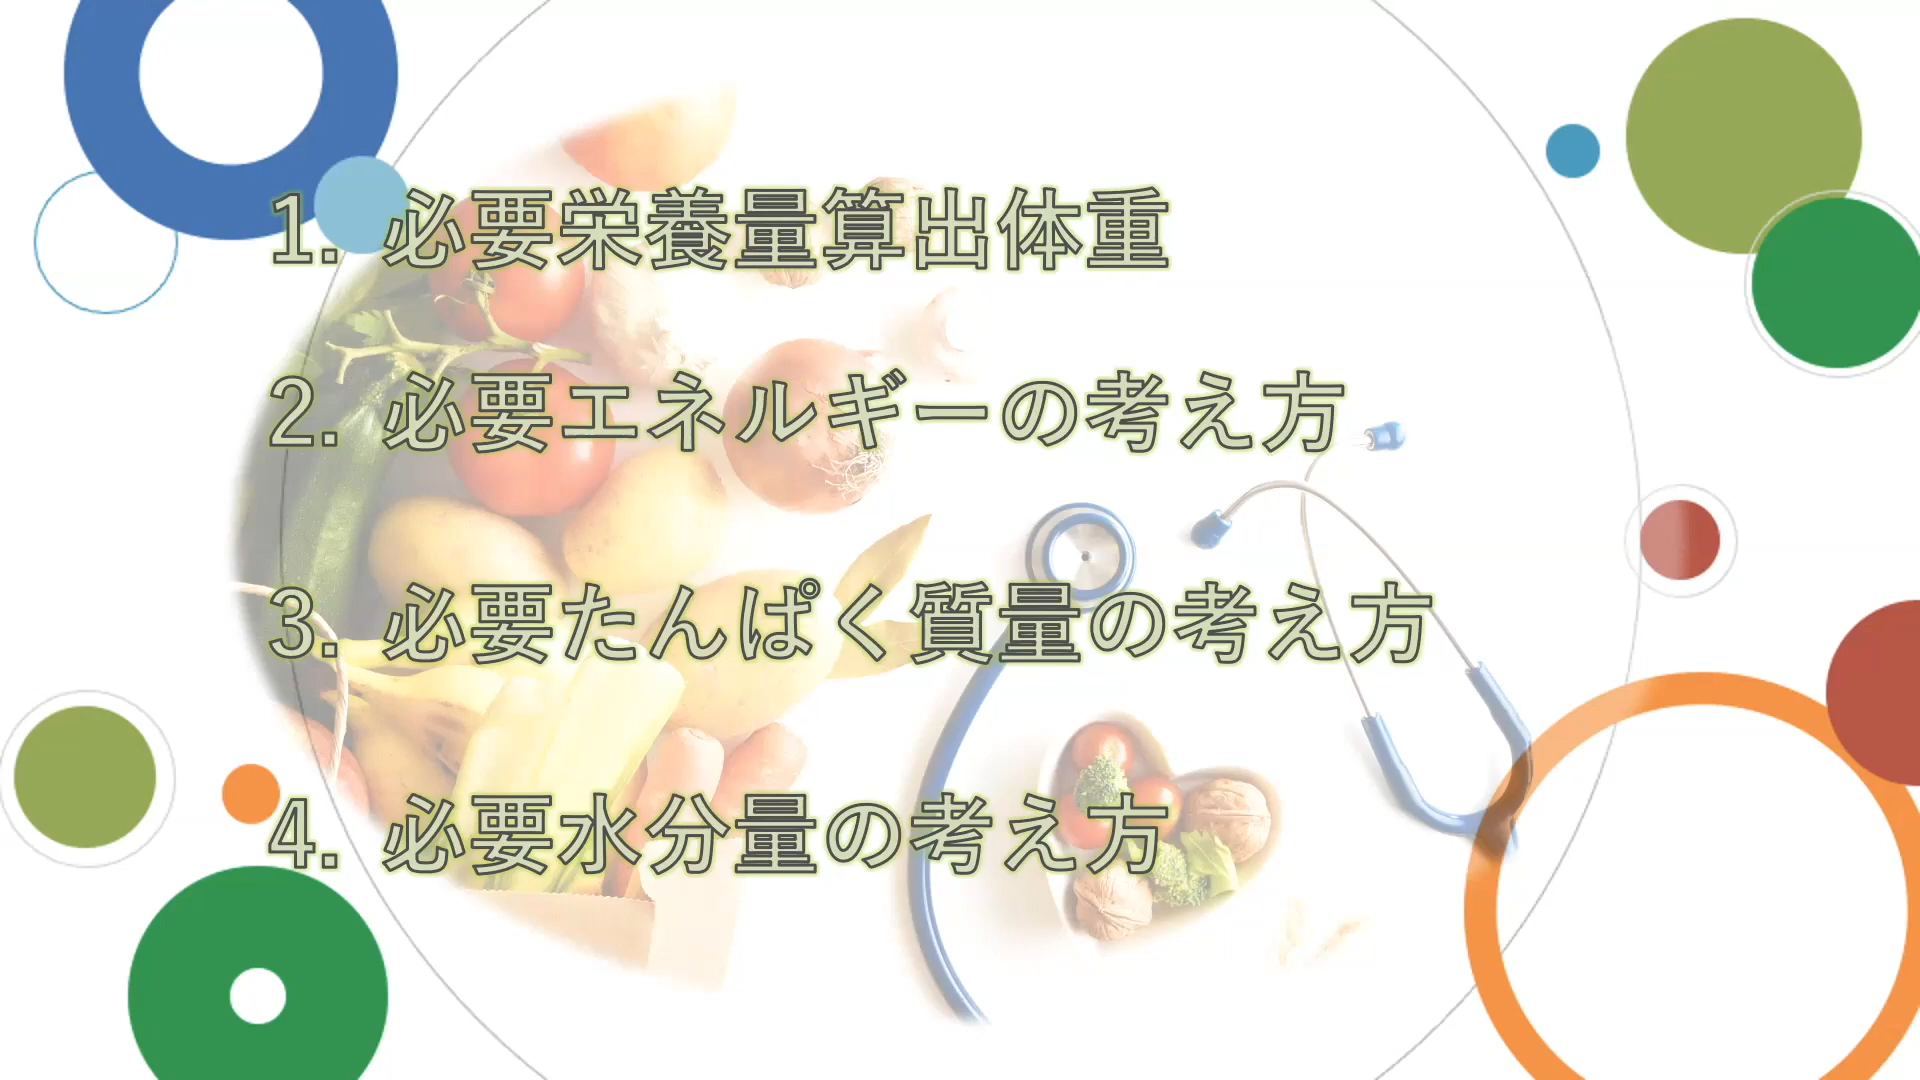 1. 必要栄養量算出体重
2. 必要エネルギーの考え方
3. 必要たんぱく質量の考え方
4. 必要水分量の考え方